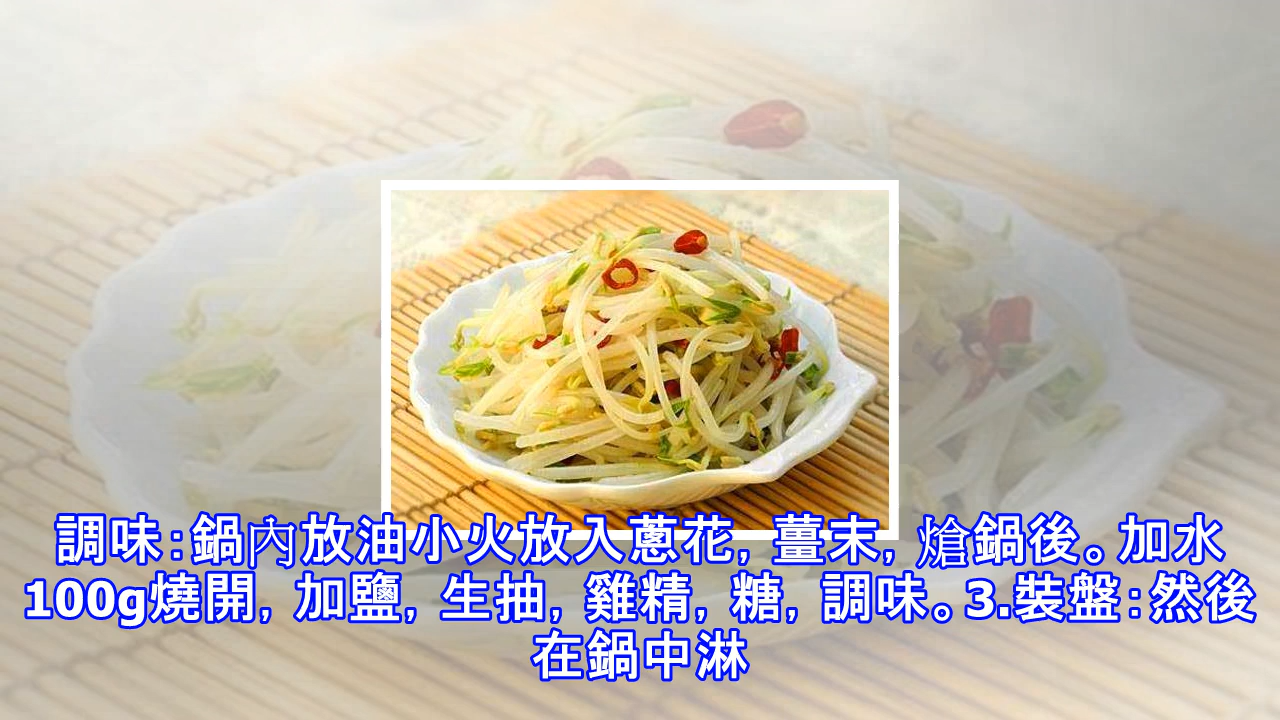 調味:鍋內放油小火放入蔥花, 薑末, 熗鍋後。加水
100g燒開, 加鹽, 生抽, 雞精, 糖, 調味。3.裝盤:然後
在鍋中淋